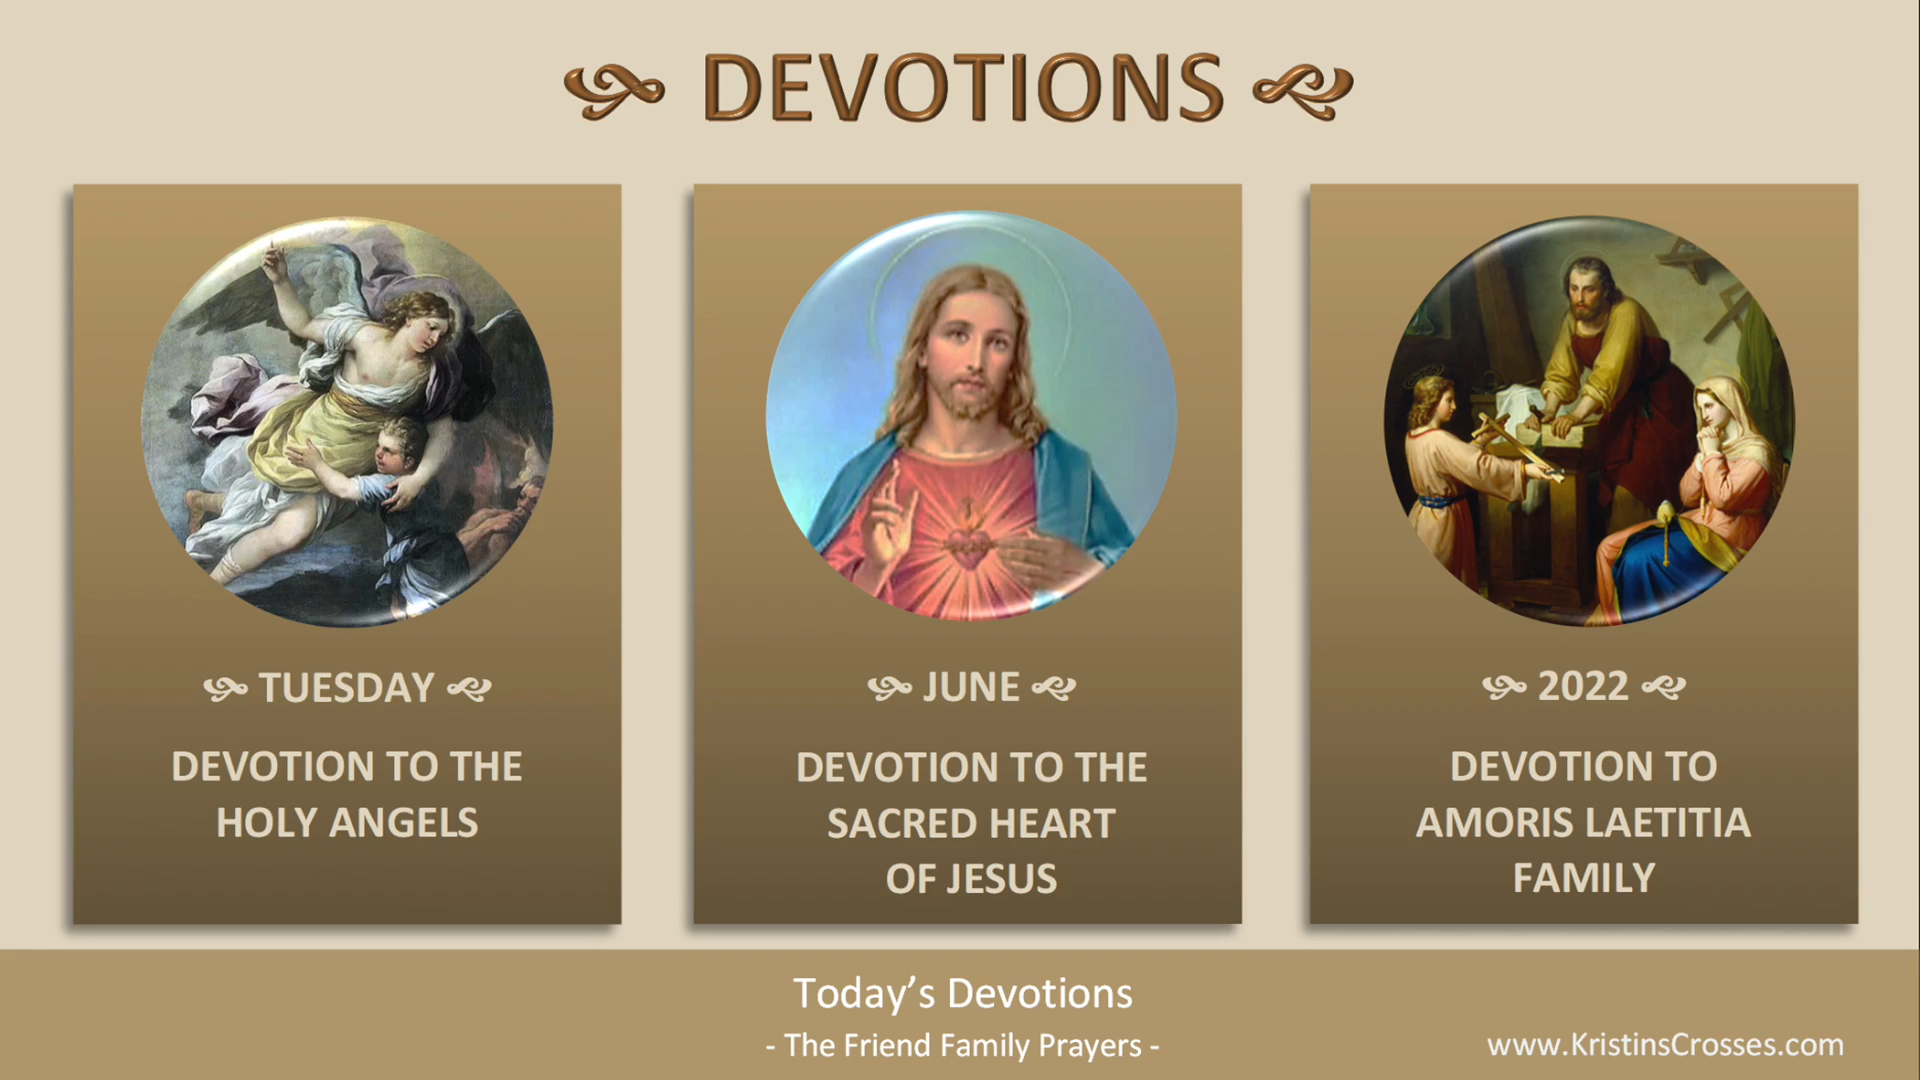 DEVOTIONS
TUESDAY
DEVOTION TO THE
HOLY ANGELS
JUNE
DEVOTION TO THE
SACRED HEART
OF JESUS
2022
DEVOTION TO
AMORIS LAETITIA
FAMILY
Today’s Devotions
- The Friend Family Prayers -
www.KristinsCrosses.com